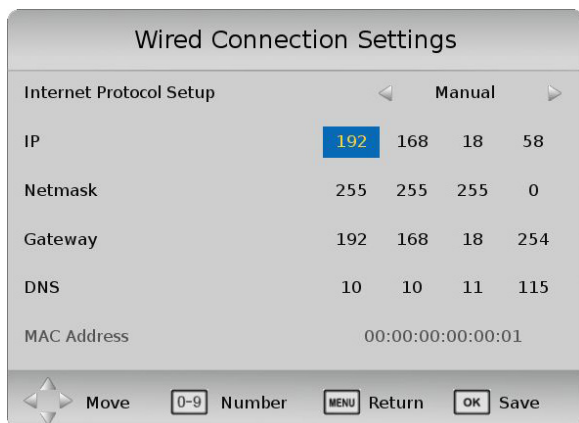 Wired Connection Settings
Internet Protocol Setup Manual
IP 192 168 18 58
Netmask 255 255 255 0
Gateway 192 168 18 254
DNS 10 10 11 115
MAC Address 00:00:00:00:00:01
Move 0-9 Number MENU Return OK Save